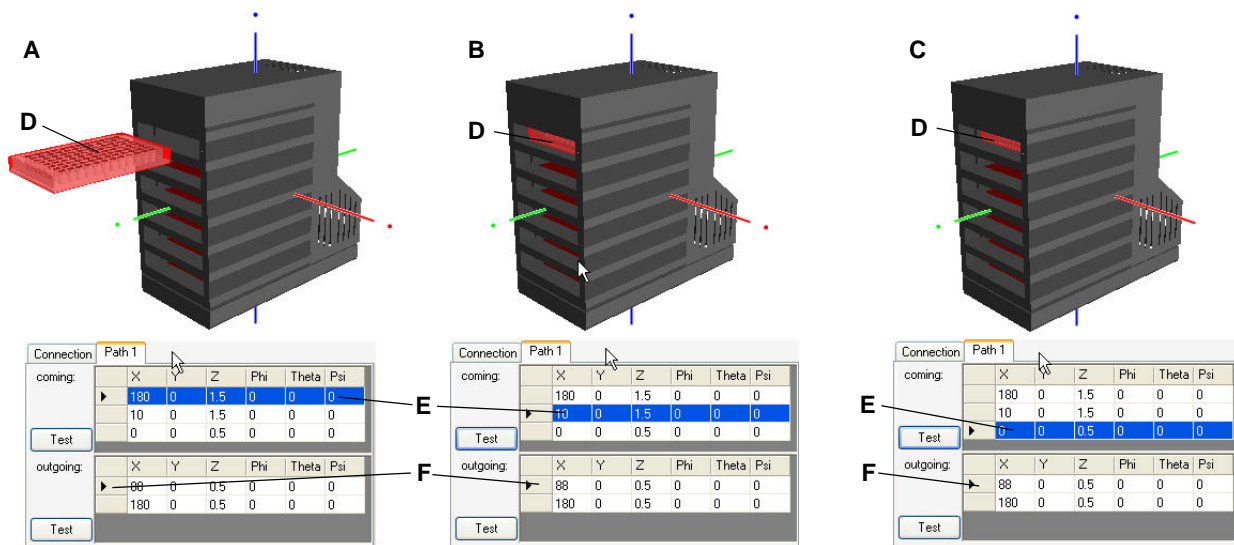 A
B
C
D
D
D
Connection Path 1
coming:
X Y Z Phi Theta Psi
180 0 1.5 0 0 0
10 0 1.5 0 0 0
0 0 0.5 0 0 0
Test
outgoing:
X Y Z Phi Theta Psi
88 0 0.5 0 0 0
180 0 0.5 0 0 0
Test
E
F
Connection Path 1
coming:
X Y Z Phi Theta Psi
180 0 1.5 0 0 0
10 0 1.5 0 0 0
0 0 0.5 0 0 0
Test
outgoing:
X Y Z Phi Theta Psi
88 0 0.5 0 0 0
180 0 0.5 0 0 0
Test
E
F
Connection Path 1
coming:
X Y Z Phi Theta Psi
180 0 1.5 0 0 0
10 0 1.5 0 0 0
0 0 0.5 0 0 0
Test
outgoing:
X Y Z Phi Theta Psi
88 0 0.5 0 0 0
180 0 0.5 0 0 0
Test